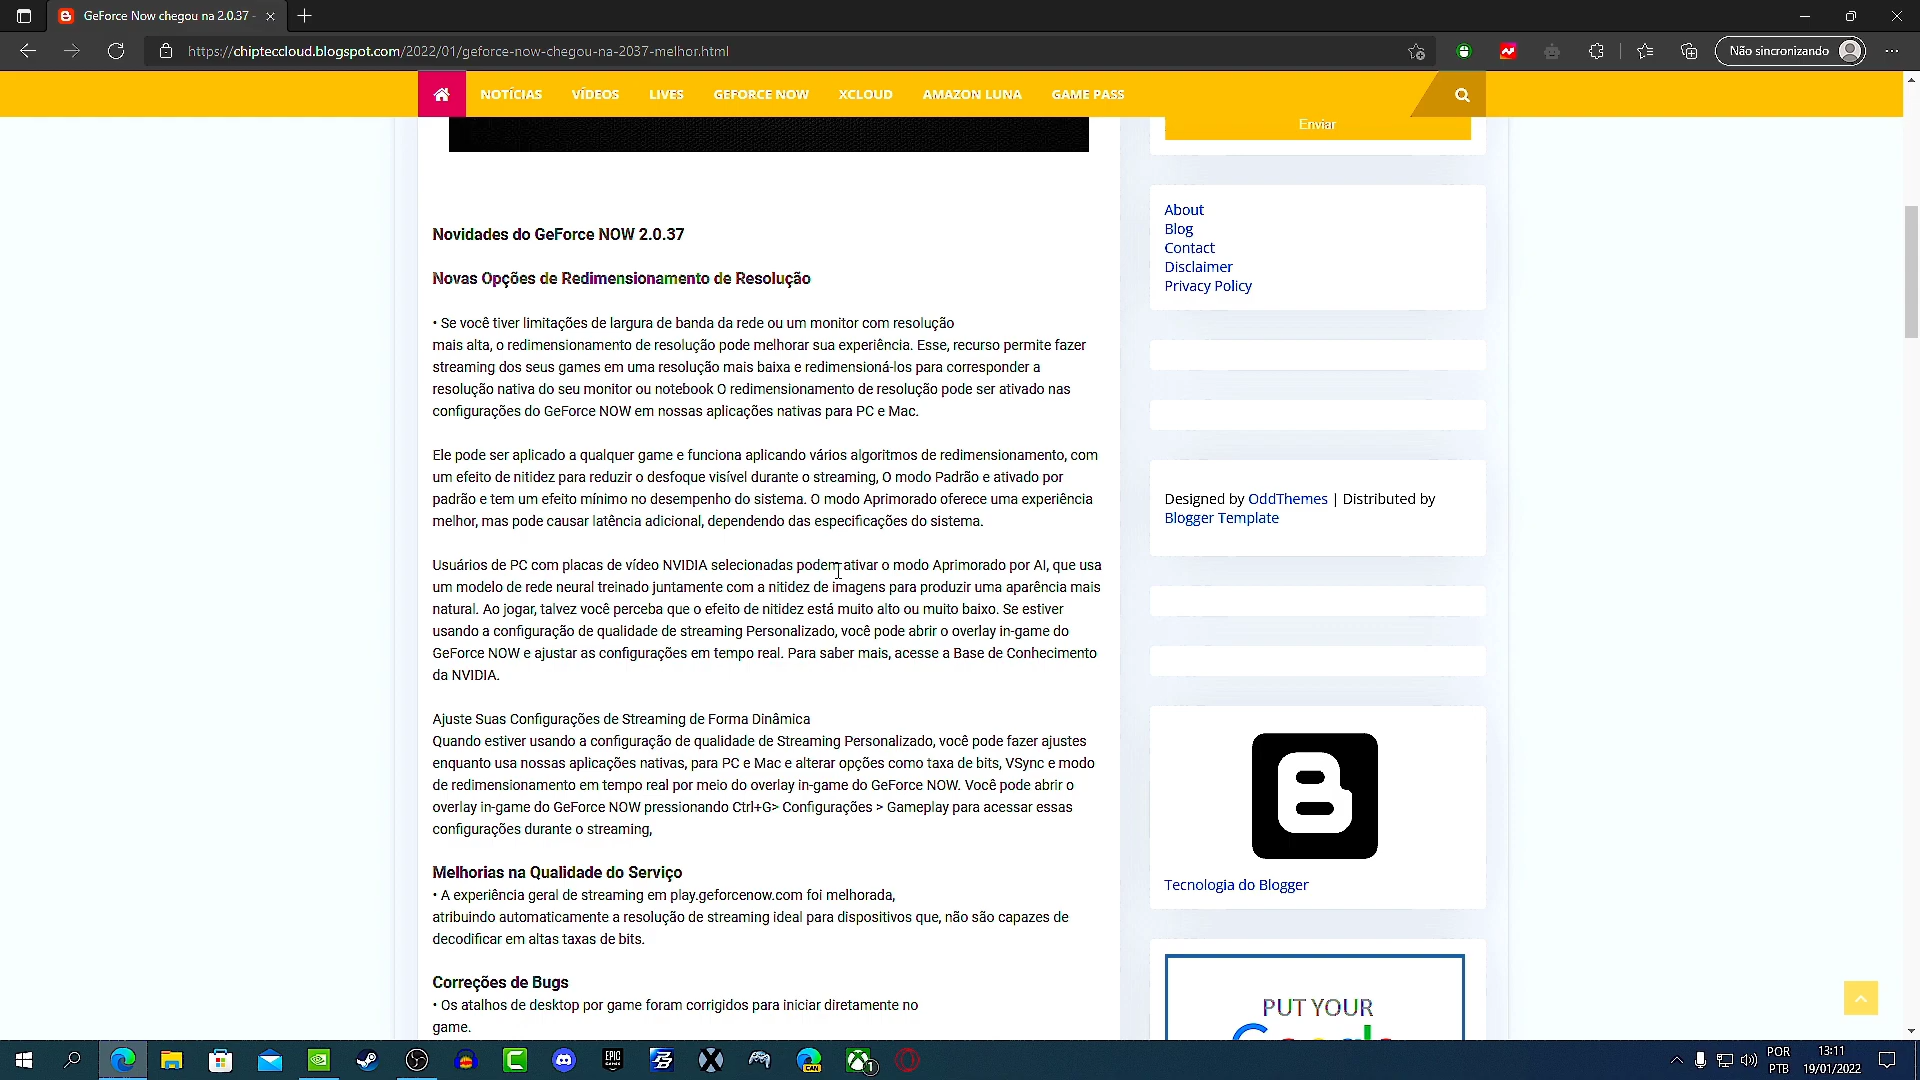 GeForce Now chegou na 2.0.37 -
https://chipteccloud.blogspot.com/2022/01/geforce-now-chegou-na-2037-melhor.html
Não sincronizando
NOTÍCIAS VÍDEOS LIVES GEFORCE NOW XCLOUD AMAZON LUNA GAME PASS
Enviar
Novidades do GeForce NOW 2.0.37
Novas Opções de Redimensionamento de Resolução
• Se você tiver limitações de largura de banda da rede ou um monitor com resolução
mais alta, o redimensionamento de resolução pode melhorar sua experiência. Esse, recurso permite fazer
streaming dos seus games em uma resolução mais baixa e redimensioná-los para corresponder a
resolução nativa do seu monitor ou notebook O redimensionamento de resolução pode ser ativado nas
configurações do GeForce NOW em nossas aplicações nativas para PC e Mac.
Ele pode ser aplicado a qualquer game e funciona aplicando vários algoritmos de redimensionamento, com
um efeito de nitidez para reduzir o desfoque visível durante o streaming, O modo Padrão e ativado por
padrão e tem um efeito mínimo no desempenho do sistema. O modo Aprimorado oferece uma experiência
melhor, mas pode causar latência adicional, dependendo das especificações do sistema.
Usuários de PC com placas de vídeo NVIDIA selecionadas podem ativar o modo Aprimorado por AI, que usa
um modelo de rede neural treinado juntamente com a nitidez de imagens para produzir uma aparência mais
natural. Ao jogar, talvez você perceba que o efeito de nitidez está muito alto ou muito baixo. Se estiver
usando a configuração de qualidade de streaming Personalizado, você pode abrir o overlay in-game do
GeForce NOW e ajustar as configurações em tempo real. Para saber mais, acesse a Base de Conhecimento
da NVIDIA.
Ajuste Suas Configurações de Streaming de Forma Dinâmica
Quando estiver usando a configuração de qualidade de Streaming Personalizado, você pode fazer ajustes
enquanto usa nossas aplicações nativas, para PC e Mac e alterar opções como taxa de bits, VSync e modo
de redimensionamento em tempo real por meio do overlay in-game do GeForce NOW. Você pode abrir o
overlay in-game do GeForce NOW pressionando Ctrl+G> Configurações > Gameplay para acessar essas
configurações durante o streaming,
Melhorias na Qualidade do Serviço
• A experiência geral de streaming em play.geforcenow.com foi melhorada,
atribuindo automaticamente a resolução de streaming ideal para dispositivos que, não são capazes de
decodificar em altas taxas de bits.
Correções de Bugs
• Os atalhos de desktop por game foram corrigidos para iniciar diretamente no
game.
About
Blog
Contact
Disclaimer
Privacy Policy
Designed by OddThemes | Distributed by
Blogger Template
Tecnologia do Blogger
PUT YOUR
EPIC
GAMES
CAN
1
POR
PTB
13:11
19/01/2022